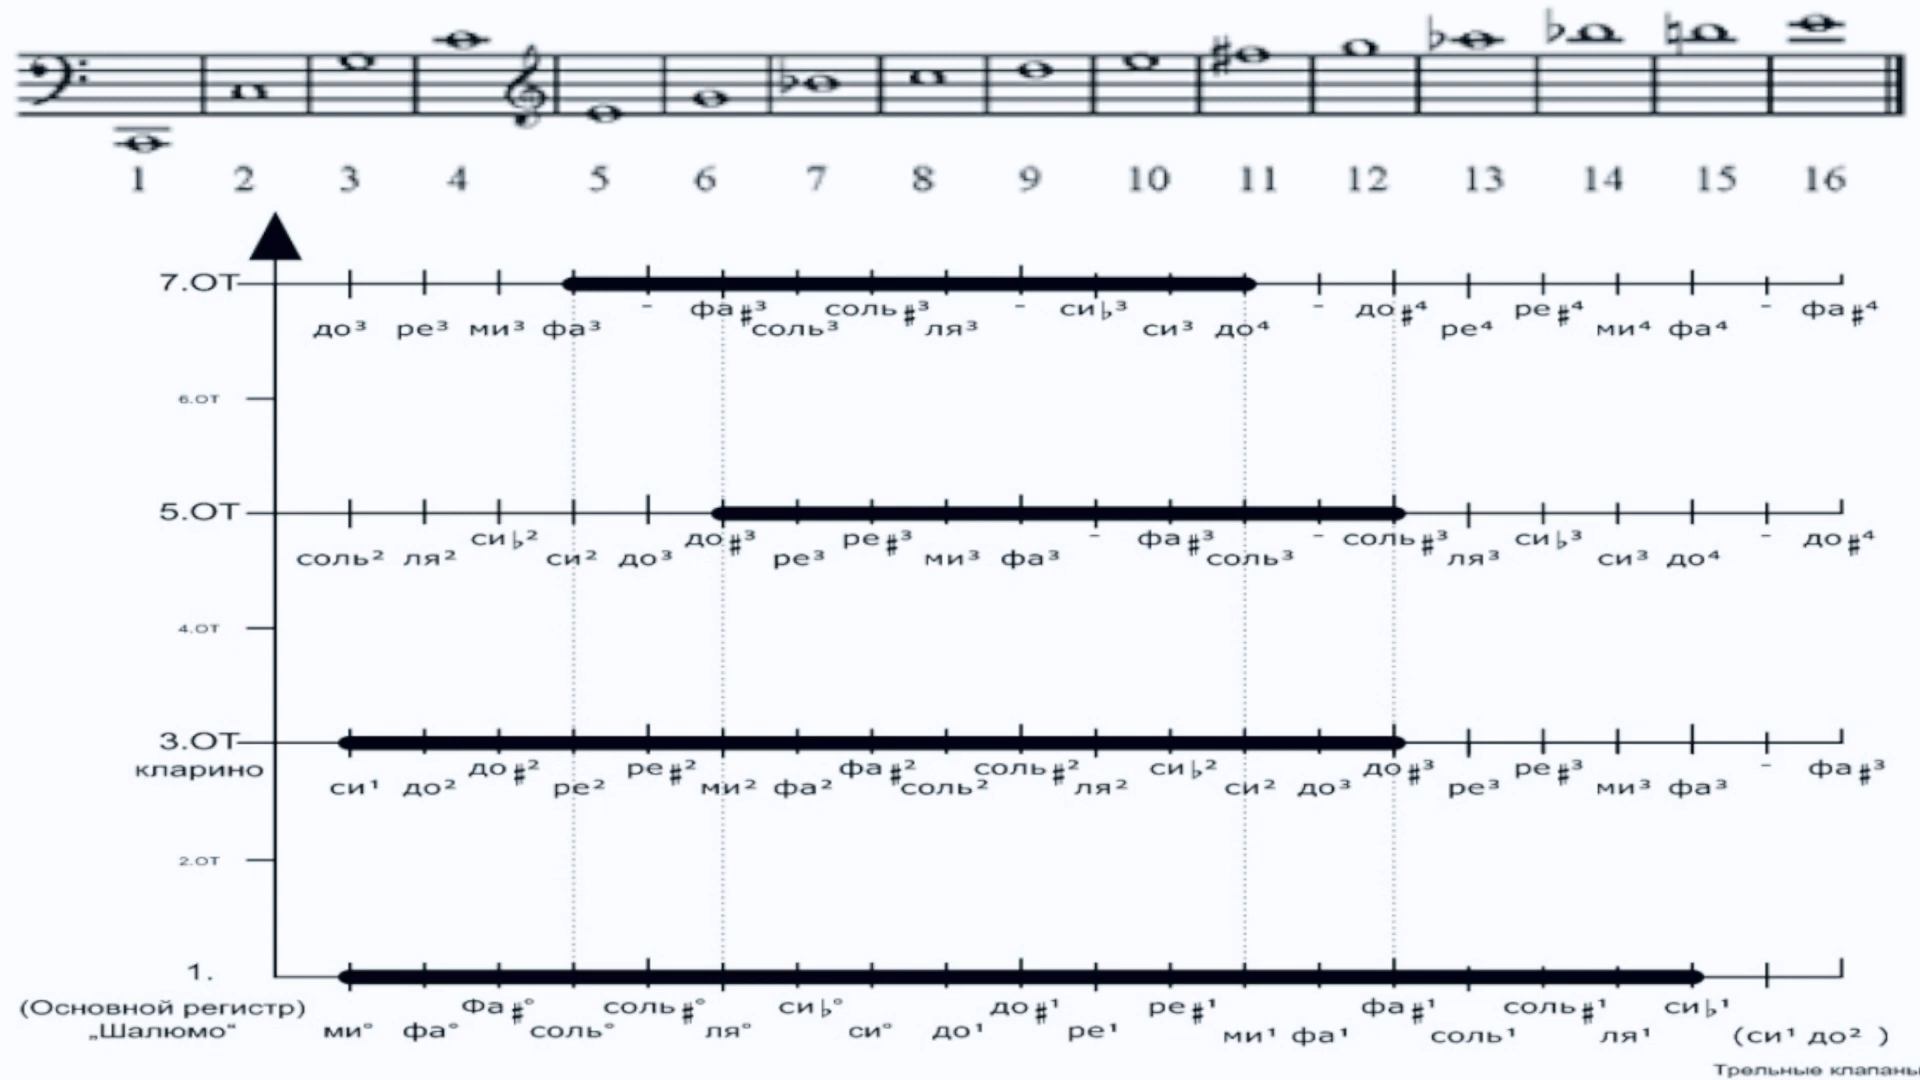 1 2 3 4 5 6 7 8 9 10 11 12 13 14 15 16
7.ОТ
- фа♯³ соль♯³ - си♭³ - до♯⁴ ре♯⁴ - фа♯⁴
до³ ре³ ми³ фа³ соль³ ля³ си³ до⁴ ре⁴ ми⁴ фа⁴
6.ОТ
5.ОТ
си♭² до♯³ ре♯³ - фа♯³ - соль♯³ си♭³ - до♯⁴
соль² ля² си² до³ ре³ ми³ фа³ соль³ ля³ си³ до⁴
4.ОТ
3.ОТ
кларино до♯² ре♯² фа♯² соль♯² си♭² до♯³ ре♯³ - фа♯³
си¹ до² ре² ми² фа² соль² ля² си² до³ ре³ ми³ фа³
2.ОТ
1.
(Основной регистр) Фа♯° соль♯° си♭° до♯¹ ре♯¹ фа♯¹ соль♯¹ си♭¹
„Шалюмо“ ми° фа° соль° ля° си° до¹ ре¹ ми¹ фа¹ соль¹ ля¹ (си¹ до² )
Трельные клапаны